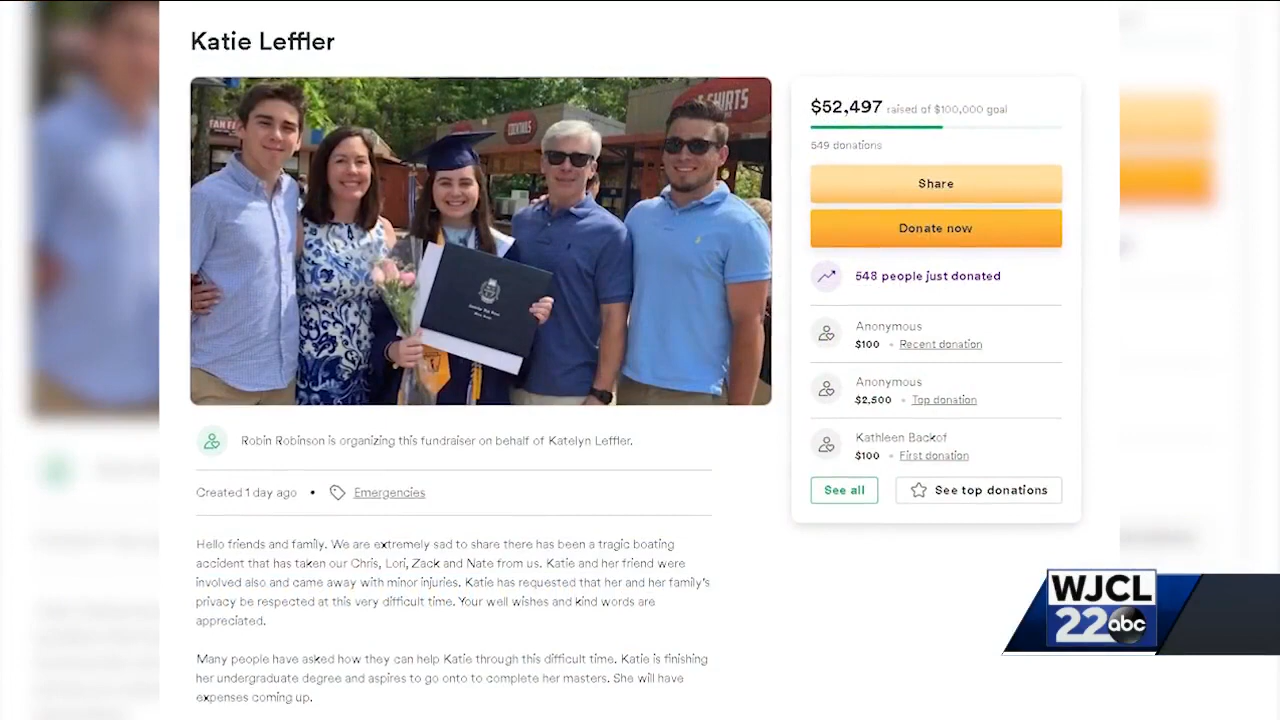 Katie Leffler
TAN FA
COCKTAILS
T-SHIRTS
$52,497 raised of $100,000 goal
549 donations
Share
Donate now
548 people just donated
Anonymous
$100 • Recent donation
Anonymous
$2,500 • Top donation
Kathleen Backof
$100 • First donation
See all
See top donations
Robin Robinson is organizing this fundraiser on behalf of Katelyn Leffler.
Created 1 day ago • Emergencies
Hello friends and family. We are extremely sad to share there has been a tragic boating
accident that has taken our Chris, Lori, Zack and Nate from us. Katie and her friend were
involved also and came away with minor injuries. Katie has requested that her and her family's
privacy be respected at this very difficult time. Your well wishes and kind words are
appreciated.
Many people have asked how they can help Katie through this difficult time. Katie is finishing
her undergraduate degree and aspires to go onto to complete her masters. She will have
expenses coming up.
WJCL
22 abc